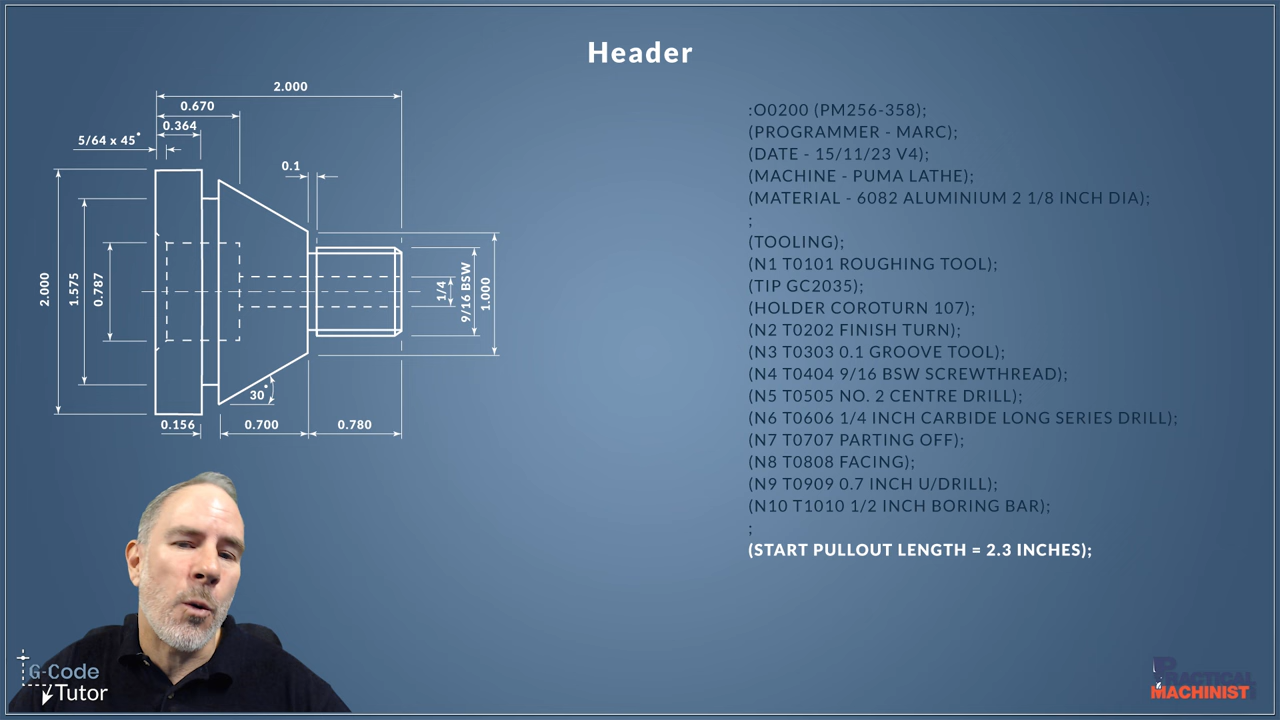 Header
2.000
0.670
0.364
5/64 x 45°
0.1
2.000
1.575
0.787
1/4
9/16 BSW
1.000
30°
0.156
0.700
0.780
:O0200 (PM256-358);
(PROGRAMMER - MARC);
(DATE - 15/11/23 V4);
(MACHINE - PUMA LATHE);
(MATERIAL - 6082 ALUMINIUM 2 1/8 INCH DIA);
;
(TOOLING);
(N1 T0101 ROUGHING TOOL);
(TIP GC2035);
(HOLDER COROTURN 107);
(N2 T0202 FINISH TURN);
(N3 T0303 0.1 GROOVE TOOL);
(N4 T0404 9/16 BSW SCREWTHREAD);
(N5 T0505 NO. 2 CENTRE DRILL);
(N6 T0606 1/4 INCH CARBIDE LONG SERIES DRILL);
(N7 T0707 PARTING OFF);
(N8 T0808 FACING);
(N9 T0909 0.7 INCH U/DRILL);
(N10 T1010 1/2 INCH BORING BAR);
;
(START PULLOUT LENGTH = 2.3 INCHES);
G-Code
Tutor
PRACTICAL
MACHINIST